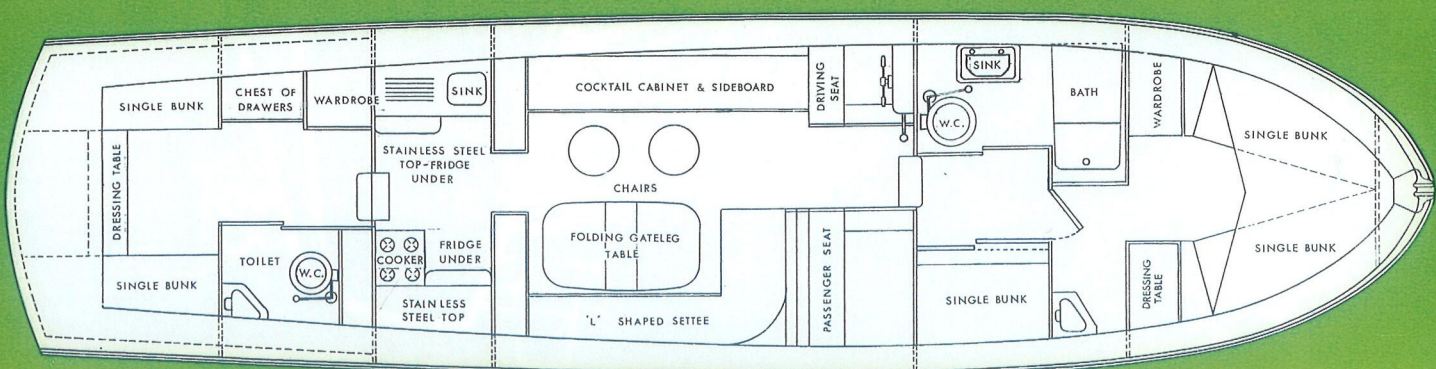 SINGLE BUNK
CHEST OF
DRAWERS
WARDROBE
SINK
COCKTAIL CABINET & SIDEBOARD
DRIVING
SEAT
SINK
W.C.
BATH
WARDROBE
SINGLE BUNK
DRESSING TABLE
STAINLESS STEEL
TOP-FRIDGE
UNDER
CHAIRS
FOLDING GATELEG
TABLE
TOILET
W.C.
COOKER
FRIDGE
UNDER
SINGLE BUNK
STAINLESS
STEEL TOP
'L' SHAPED SETTEE
PASSENGER SEAT
SINGLE BUNK
DRESSING
TABLE
SINGLE BUNK